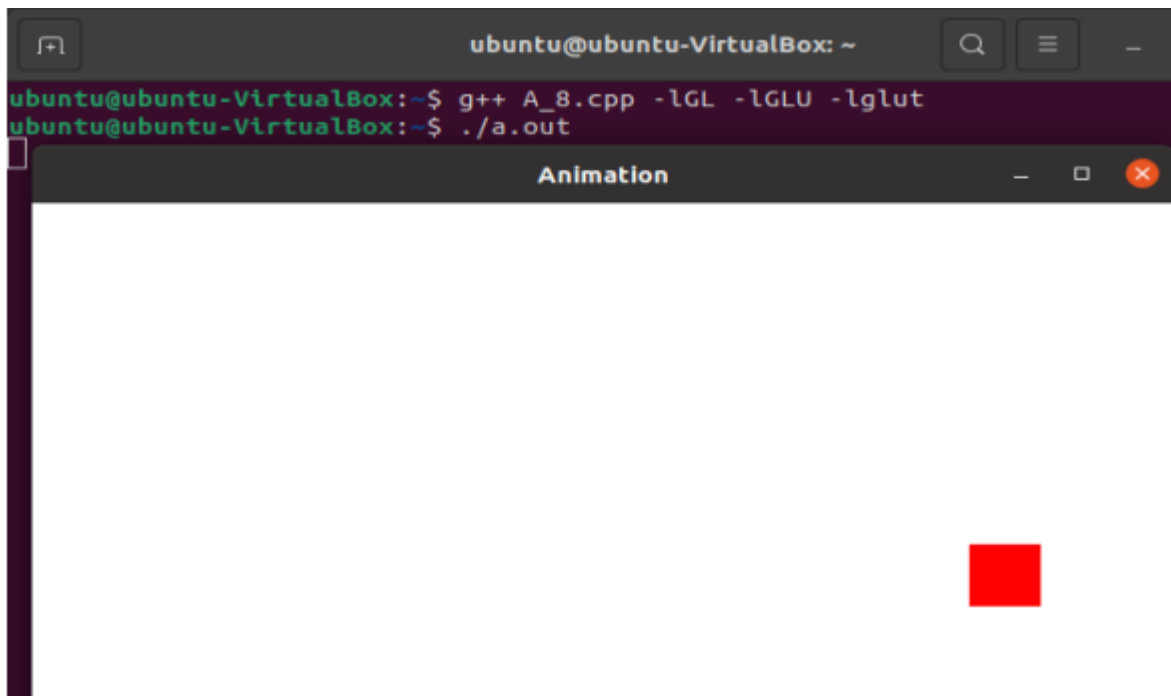 ubuntu@ubuntu-VirtualBox: ~
ubuntu@ubuntu-VirtualBox:~$ g++ A_8.cpp -lGL -lGLU -lglut
ubuntu@ubuntu-VirtualBox:~$ ./a.out
Animation